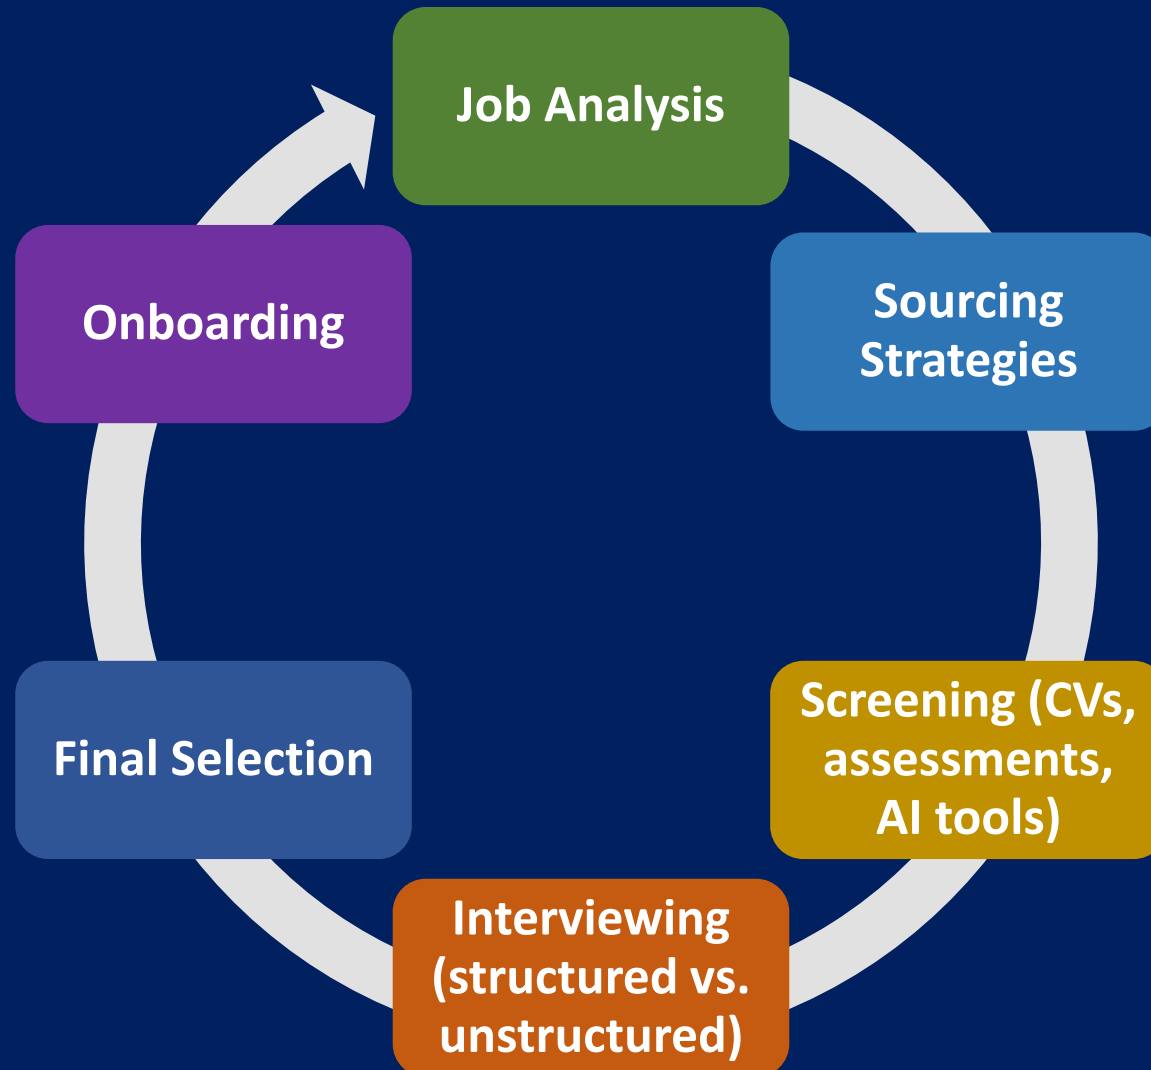 Job Analysis
Sourcing
Strategies
Screening (CVs,
assessments,
AI tools)
Interviewing
(structured vs.
unstructured)
Final Selection
Onboarding